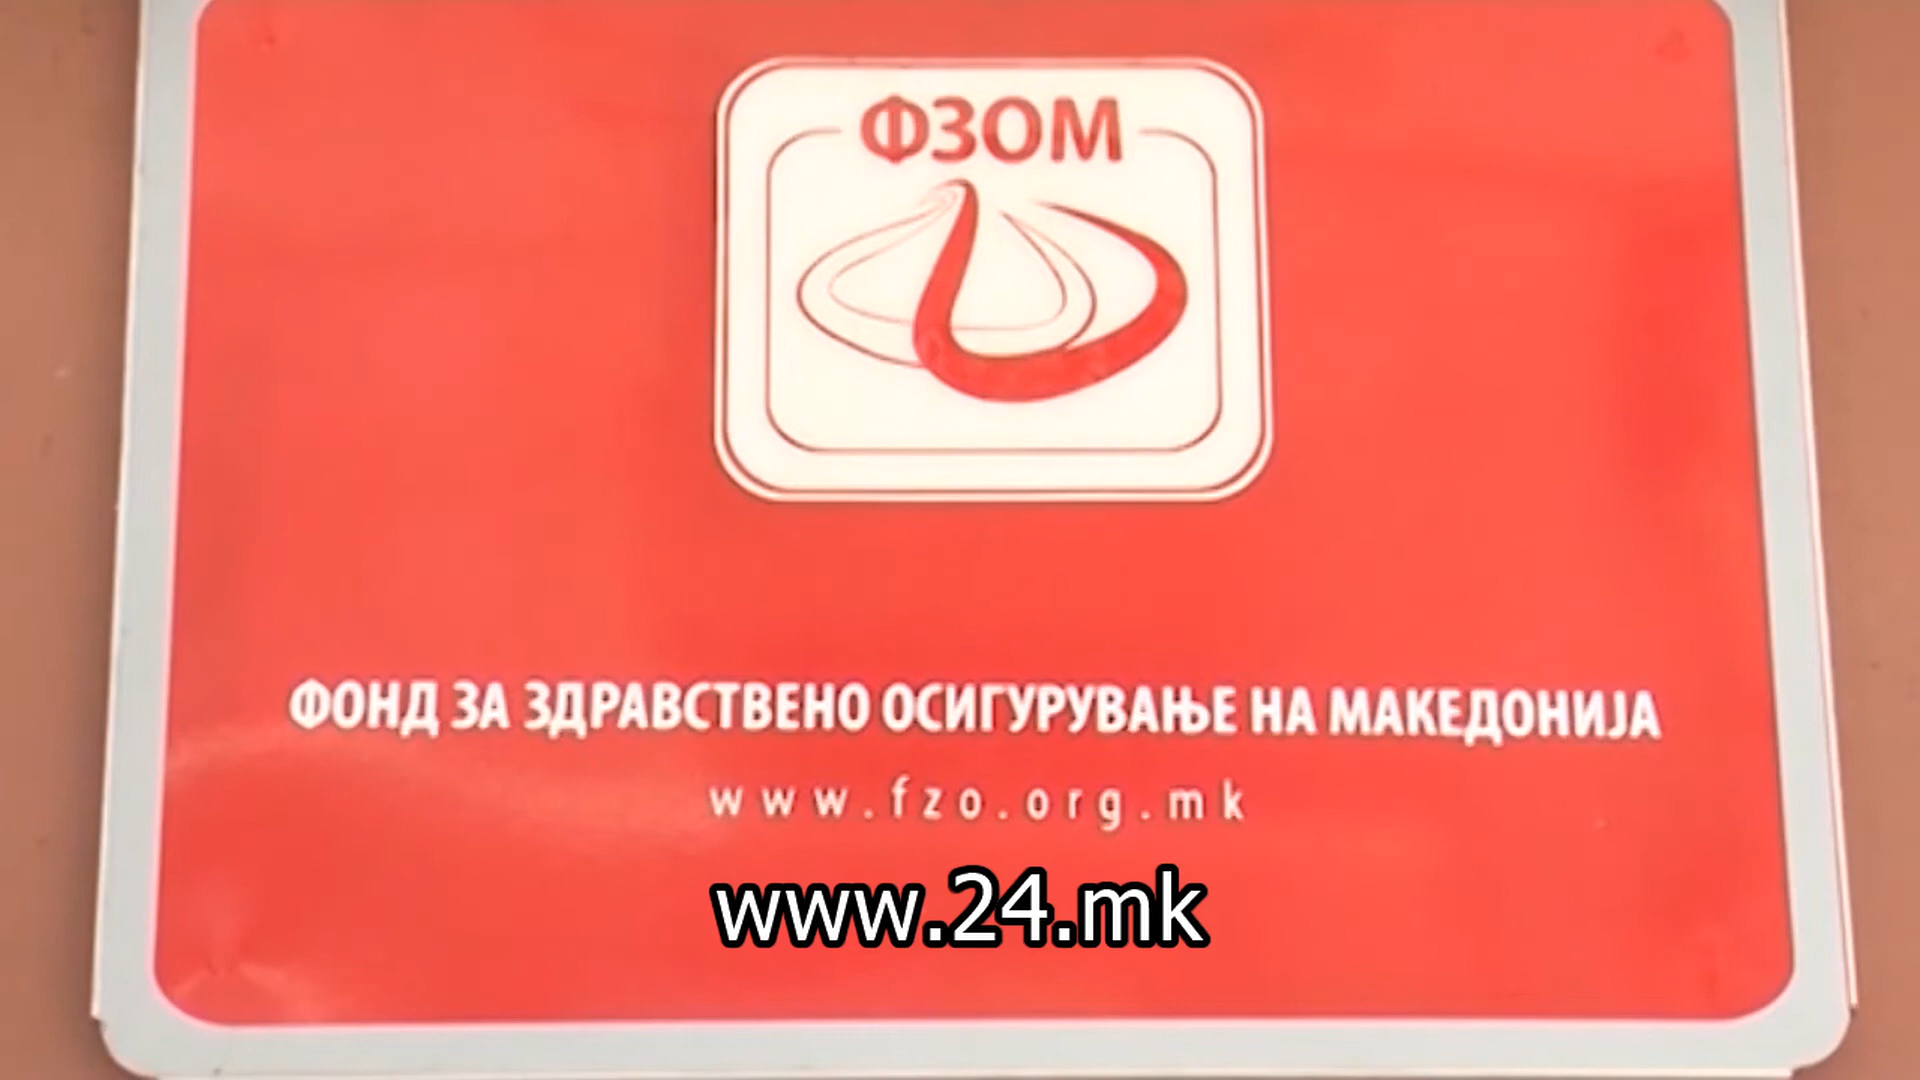 ФЗОМ
ФОНД ЗА ЗДРАВСТВЕНО ОСИГУРУВАЊЕ НА МАКЕДОНИЈА
www.fzo.org.mk
www.24.mk